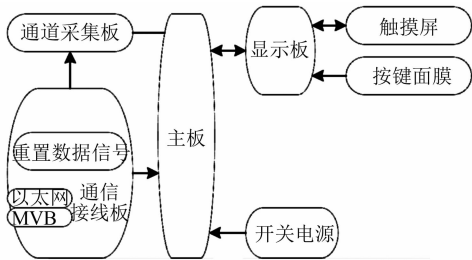 通道采集板
显示板
触摸屏
按键面膜
主板
重置数据信号
以太网
MVB
通信
接线板
开关电源